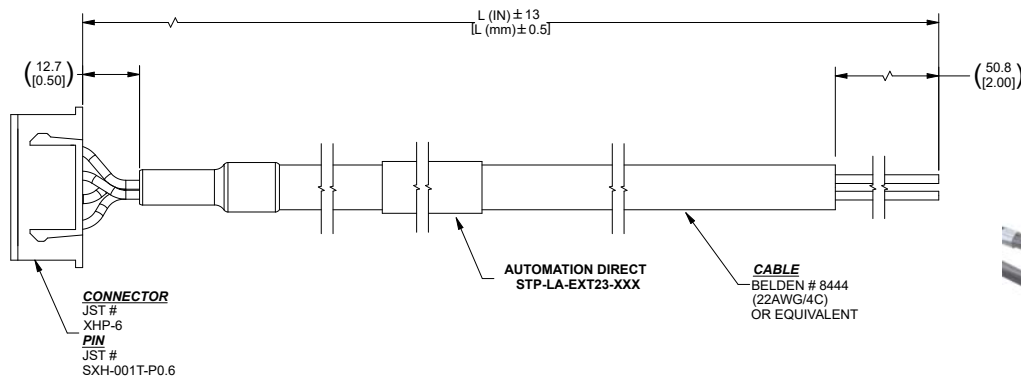 L (IN) ± 13
[L (mm) ± 0.5]
(12.7
[0.50])
(50.8
[2.00])
AUTOMATION DIRECT
STP-LA-EXT23-XXX
CABLE
BELDEN # 8444
(22AWG/4C)
OR EQUIVALENT
CONNECTOR
JST #
XHP-6
PIN
JST #
SXH-001T-P0.6